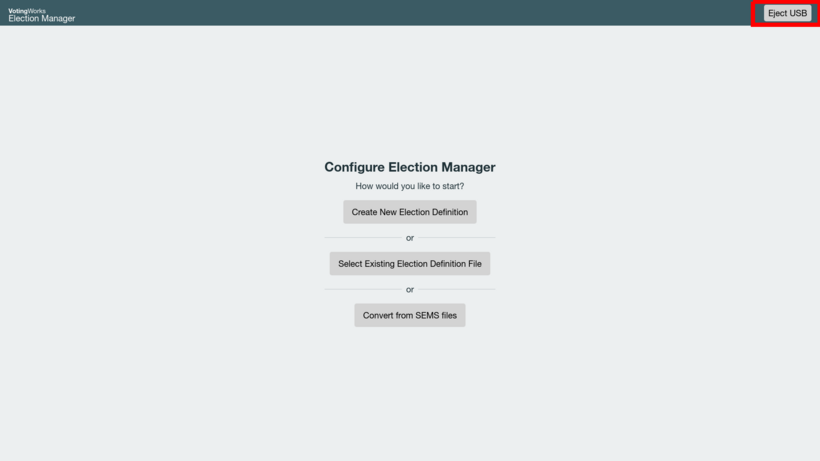 VotingWorks
Election Manager
Eject USB
Configure Election Manager
How would you like to start?
Create New Election Definition
or
Select Existing Election Definition File
or
Convert from SEMS files